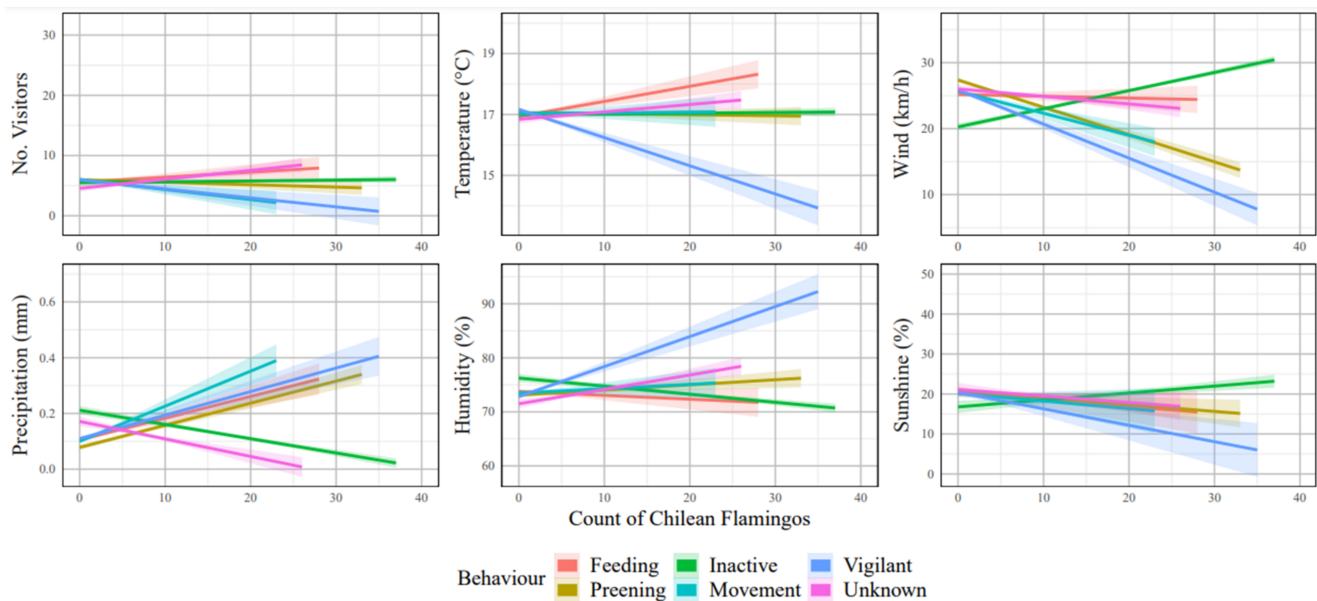 No. Visitors
30
20
10
0
0 10 20 30 40
Temperature (°C)
19
17
15
0 10 20 30 40
Wind (km/h)
30
20
10
0 10 20 30 40
Precipitation (mm)
0.6
0.4
0.2
0.0
0 10 20 30 40
Humidity (%)
90
80
70
60
0 10 20 30 40
Sunshine (%)
50
40
30
20
10
0
0 10 20 30 40
Count of Chilean Flamingos
Behaviour
Feeding Inactive Vigilant
Preening Movement Unknown